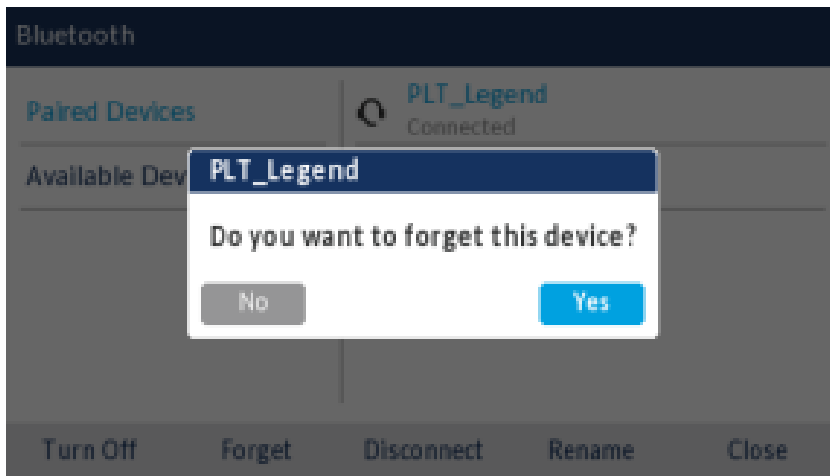 Bluetooth
Paired Devices
PLT_Legend
Connected
Available Dev
PLT_Legend
Do you want to forget this device?
No Yes
Turn Off Forget Disconnect Rename Close